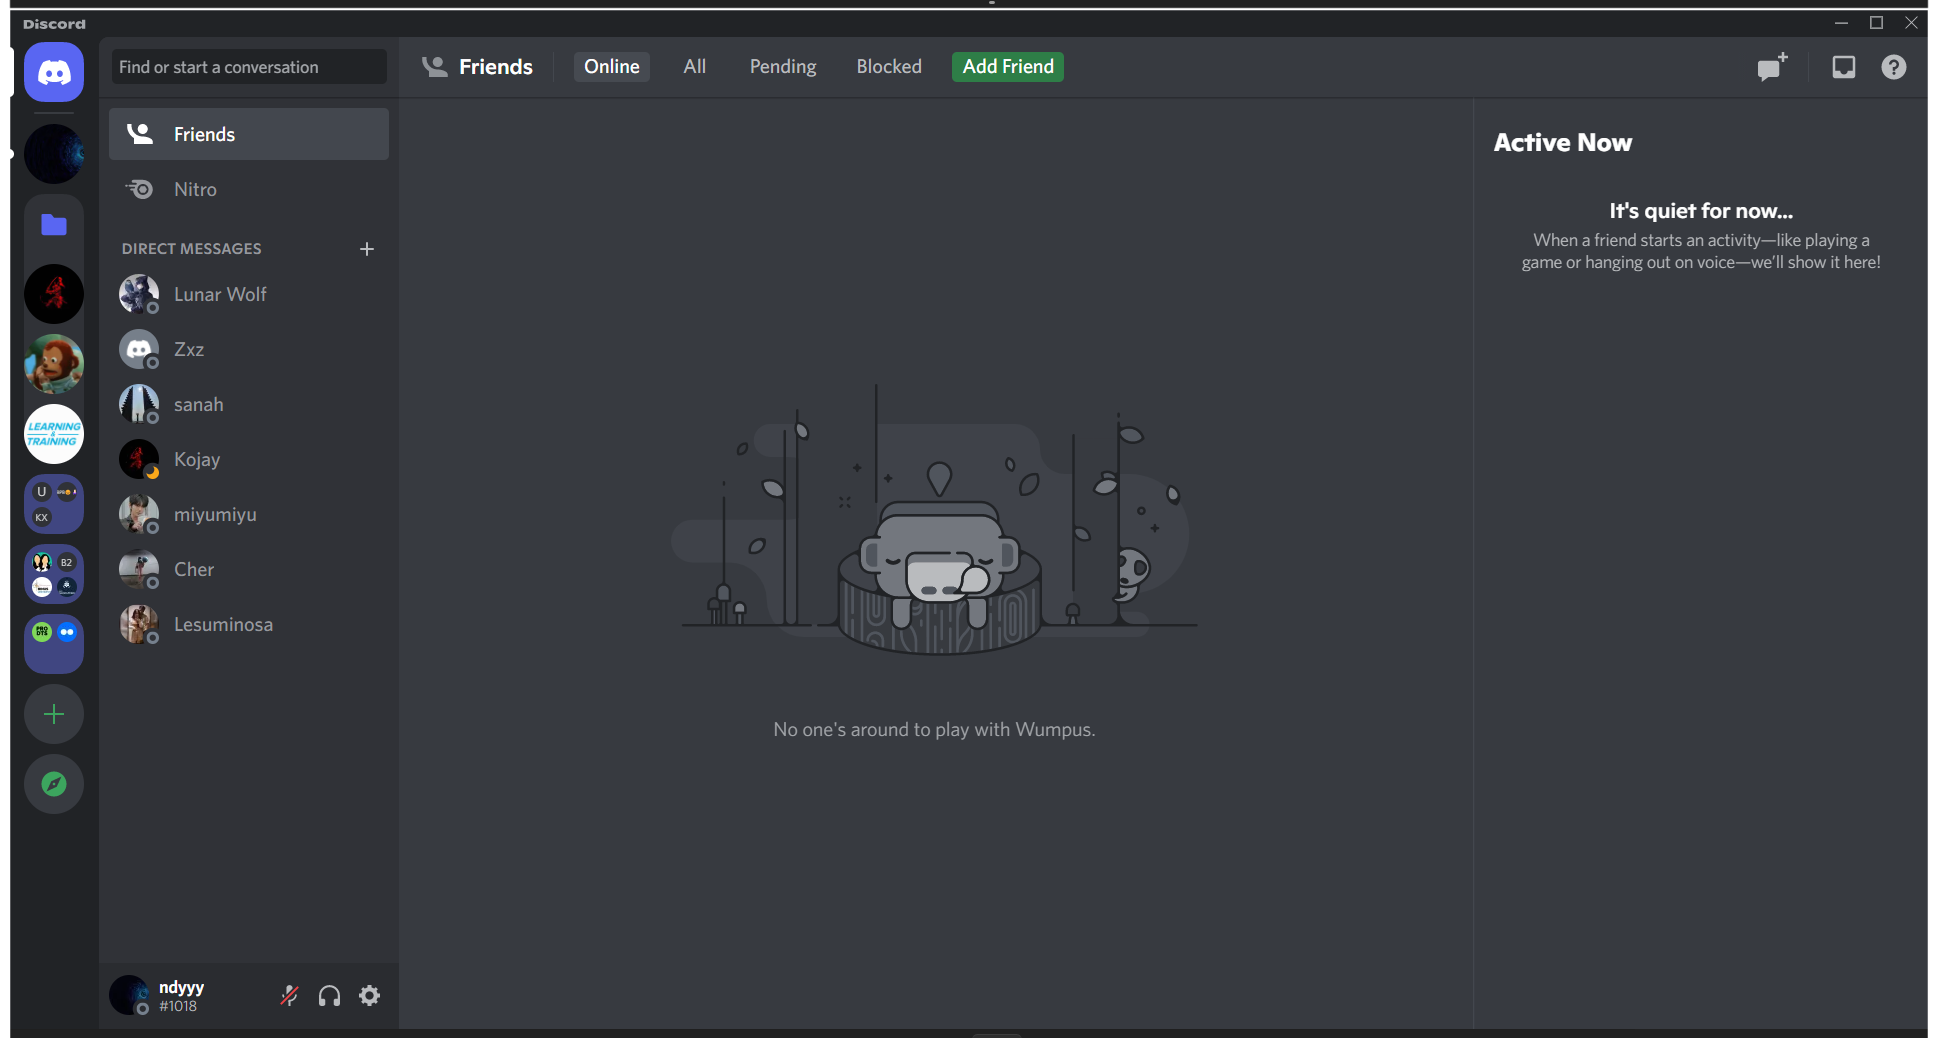 Discord
Find or start a conversation
Friends
Online
All
Pending
Blocked
Add Friend
Friends
Nitro
DIRECT MESSAGES
Lunar Wolf
Zxz
sanah
Kojay
miyumiyu
Cher
Lesuminosa
LEARNING
&
TRAINING
U
KX
B2
PRO
DTS
ndyyy
#1018
No one's around to play with Wumpus.
Active Now
It's quiet for now...
When a friend starts an activity—like playing a
game or hanging out on voice—we'll show it here!